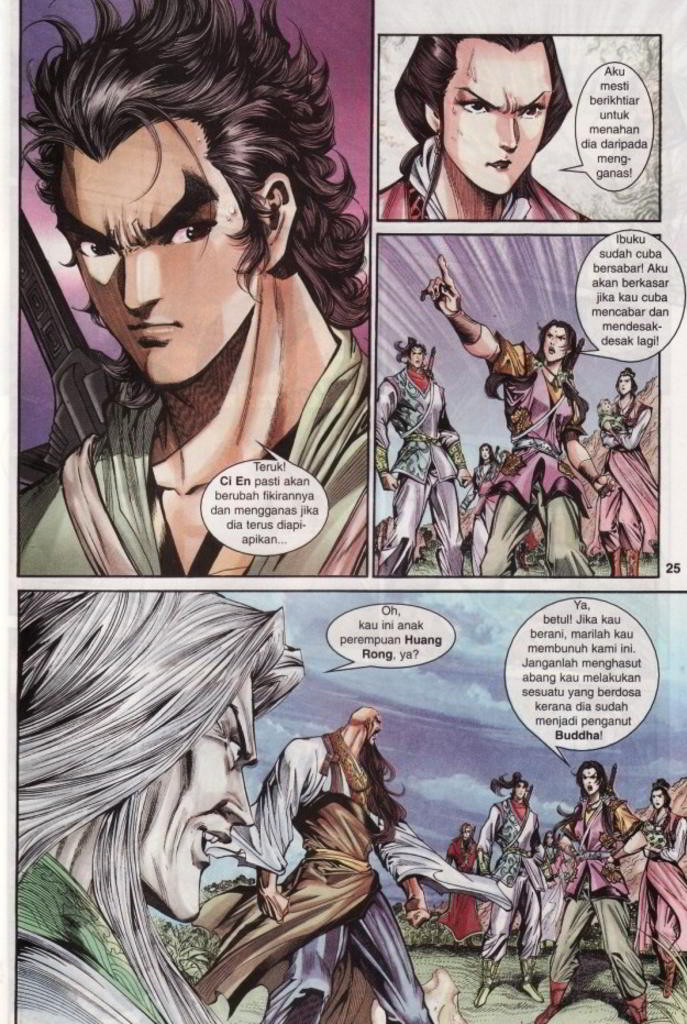 Teruk!
Ci En pasti akan
berubah fikirannya
dan mengganas jika
dia terus diapi-
apikan...
Aku
mesti
berikhtiar
untuk
menahan
dia daripada
meng-
ganas!
Ibuku
sudah cuba
bersabar! Aku
akan berkasar
jika kau cuba
mencabar dan
mendesak-
desak lagi!
25
Oh,
kau ini anak
perempuan Huang
Rong, ya?
Ya,
betul! Jika kau
berani, marilah kau
membunuh kami ini.
Janganlah menghasut
abang kau melakukan
sesuatu yang berdosa
kerana dia sudah
menjadi penganut
Buddha!